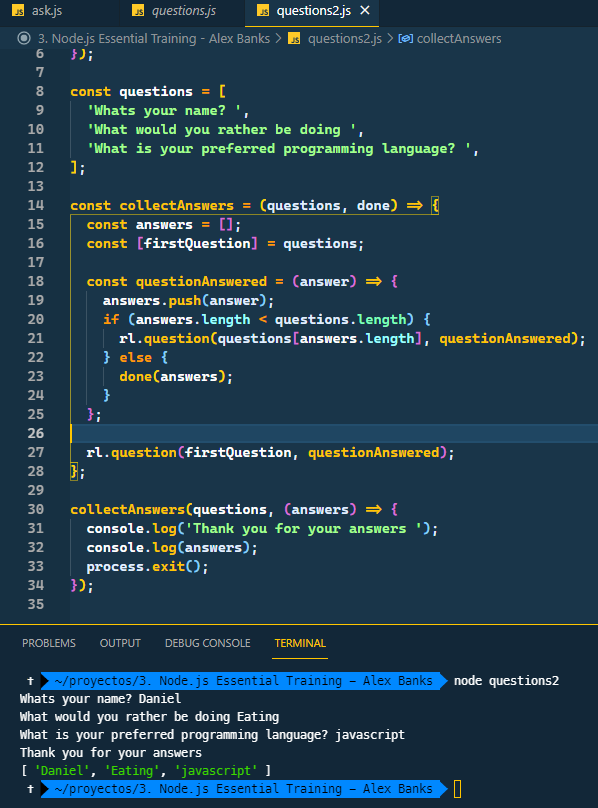 JS ask.js JS questions.js JS questions2.js ×
3. Node.js Essential Training - Alex Banks > JS questions2.js > collectAnswers
6 });
7
8 const questions = [
9 'Whats your name? ',
10 'What would you rather be doing ',
11 'What is your preferred programming language? ',
12 ];
13
14 const collectAnswers = (questions, done) => {
15 const answers = [];
16 const [firstQuestion] = questions;
17
18 const questionAnswered = (answer) => {
19 answers.push(answer);
20 if (answers.length < questions.length) {
21 rl.question(questions[answers.length], questionAnswered);
22 } else {
23 done(answers);
24 }
25 };
26
27 rl.question(firstQuestion, questionAnswered);
28 };
29
30 collectAnswers(questions, (answers) => {
31 console.log('Thank you for your answers ');
32 console.log(answers);
33 process.exit();
34 });
35
PROBLEMS OUTPUT DEBUG CONSOLE TERMINAL
~/proyectos/3. Node.js Essential Training – Alex Banks node questions2
Whats your name? Daniel
What would you rather be doing Eating
What is your preferred programming language? javascript
Thank you for your answers
[ 'Daniel', 'Eating', 'javascript' ]
~/proyectos/3. Node.js Essential Training – Alex Banks